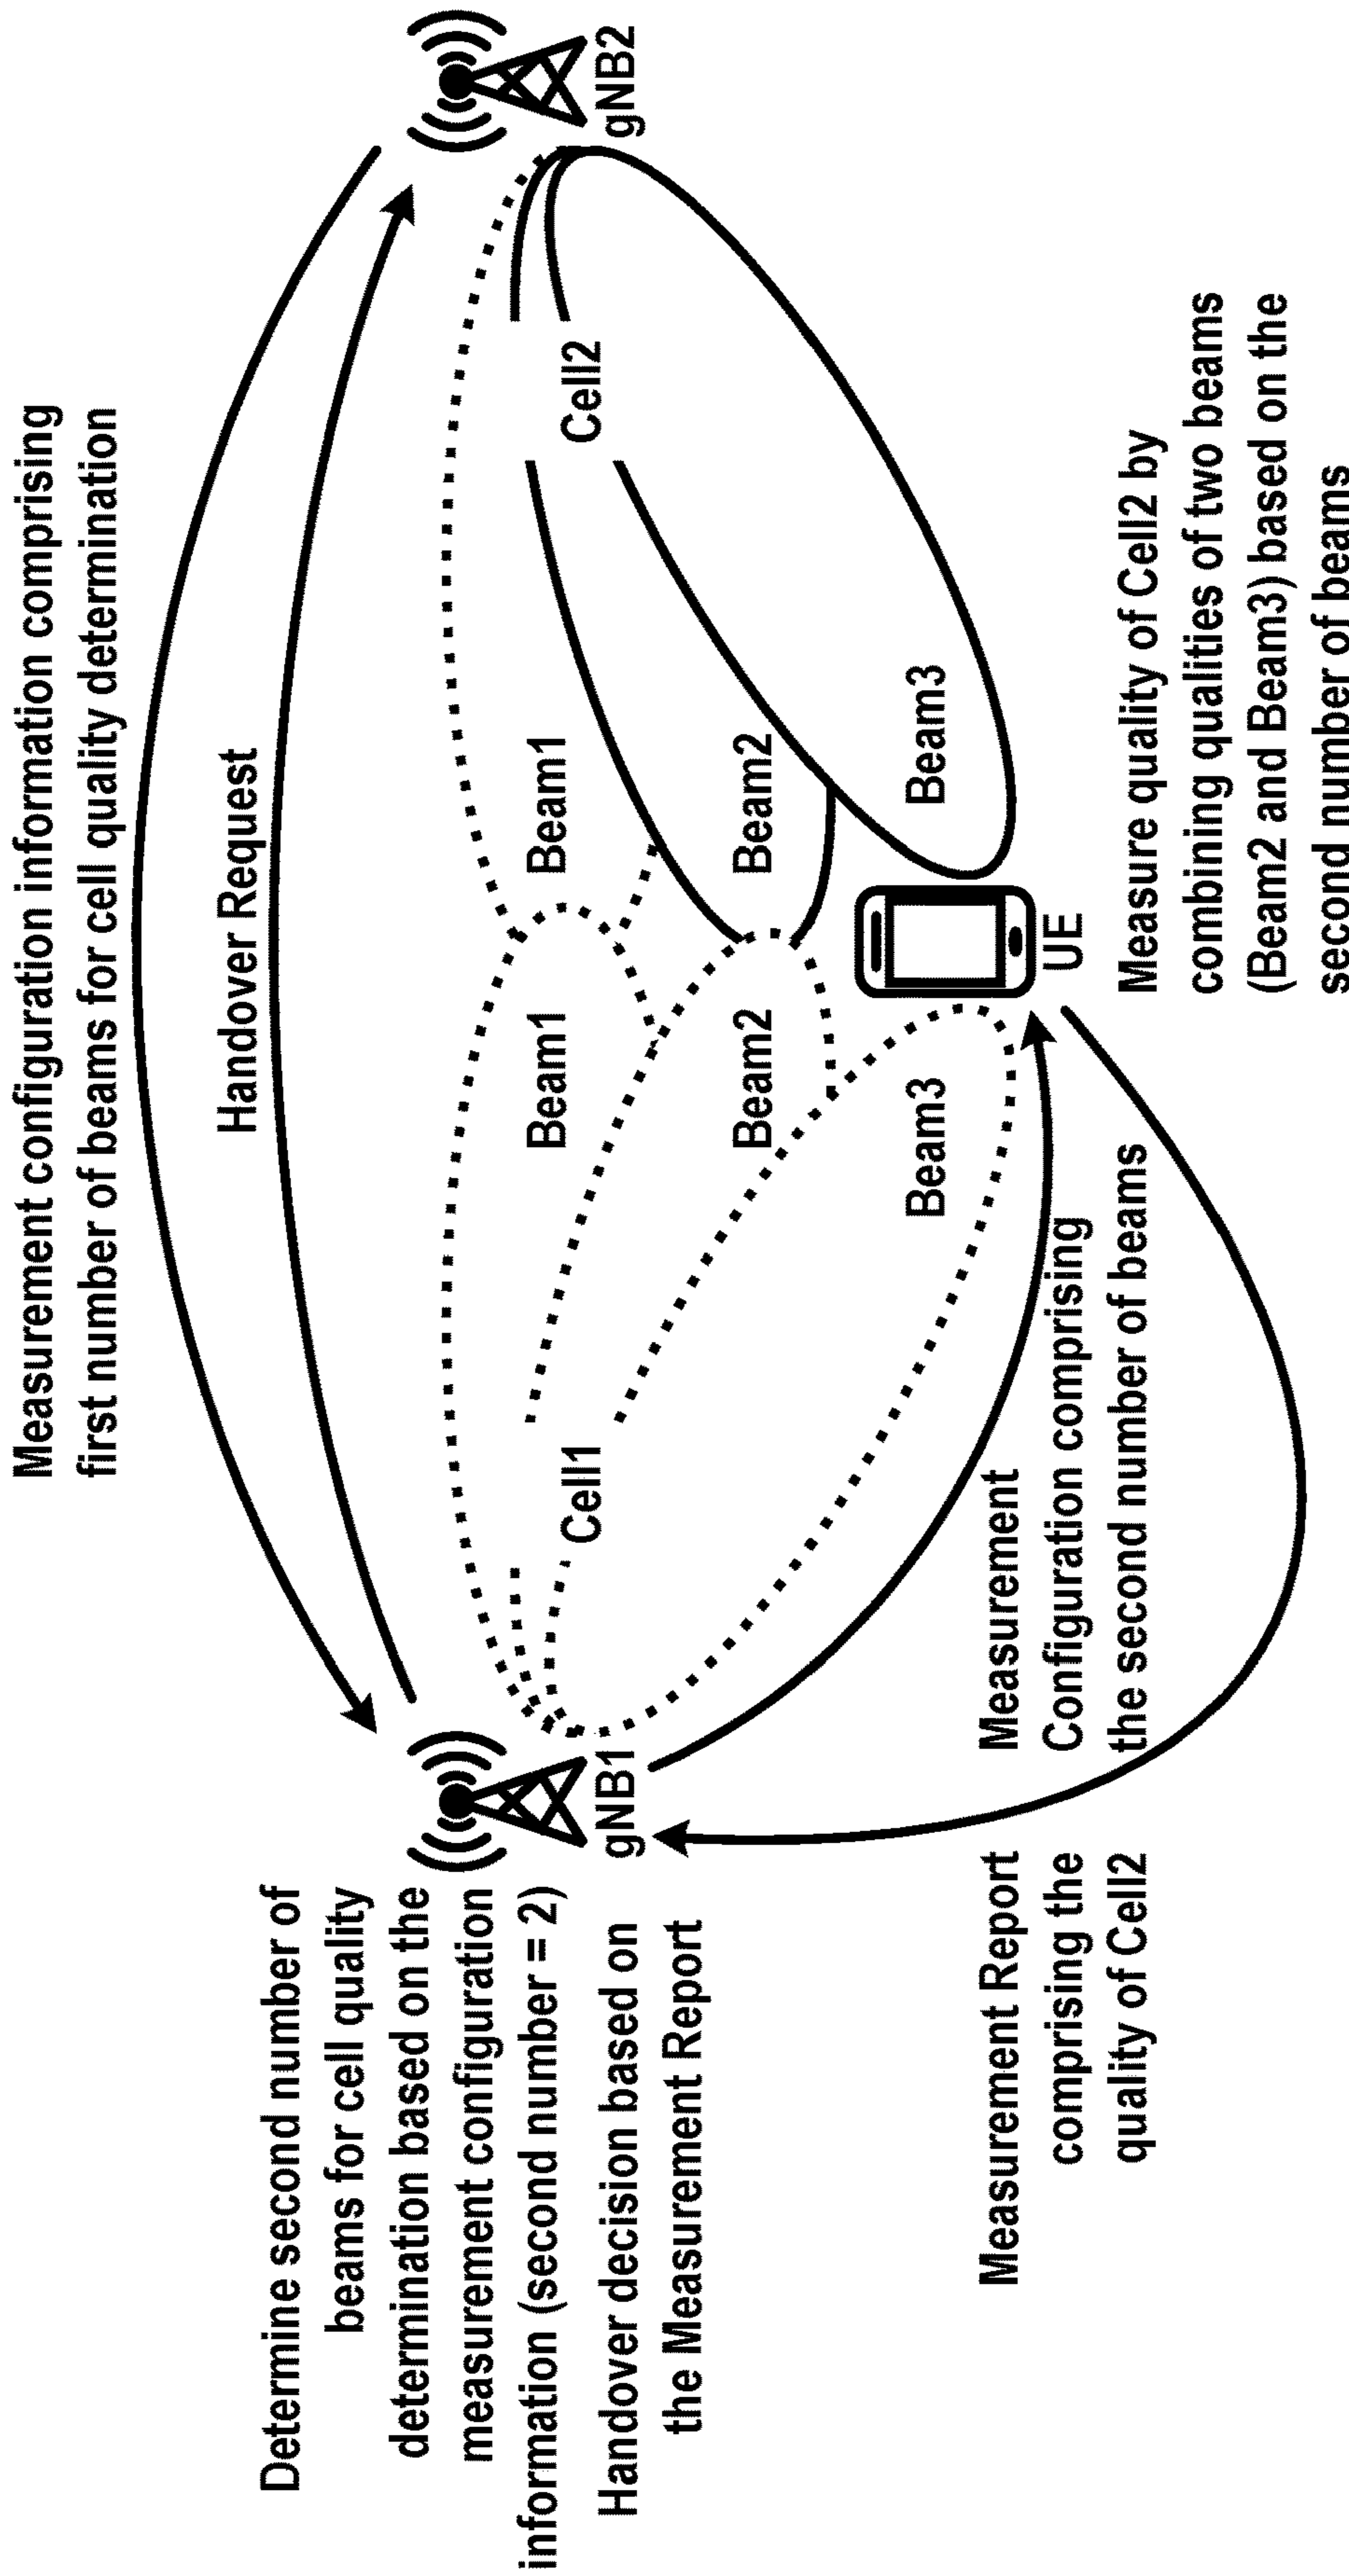 Measurement configuration information comprising
first number of beams for cell quality determination
Handover Request
Determine second number of
beams for cell quality
determination based on the
measurement configuration
information (second number = 2)
Handover decision based on
the Measurement Report
gNB1
gNB2
Cell1
Cell2
Beam1
Beam1
Beam2
Beam2
Beam3
Beam3
UE
Measurement
Configuration comprising
the second number of beams
Measurement Report
comprising the
quality of Cell2
Measure quality of Cell2 by
combining qualities of two beams
(Beam2 and Beam3) based on the
second number of beams